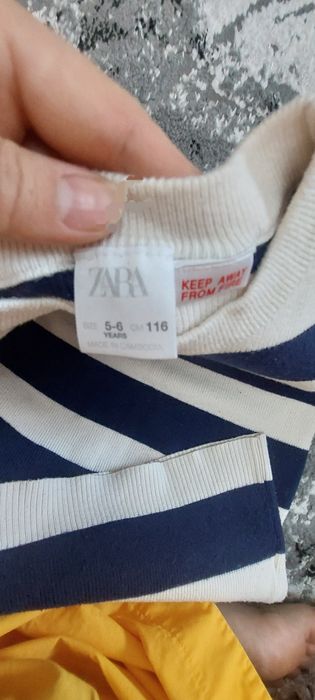 ZARA
KEEP AWAY
FROM FIRE
SIZE 5-6 CM 116
YEARS
MADE IN CAMBODIA